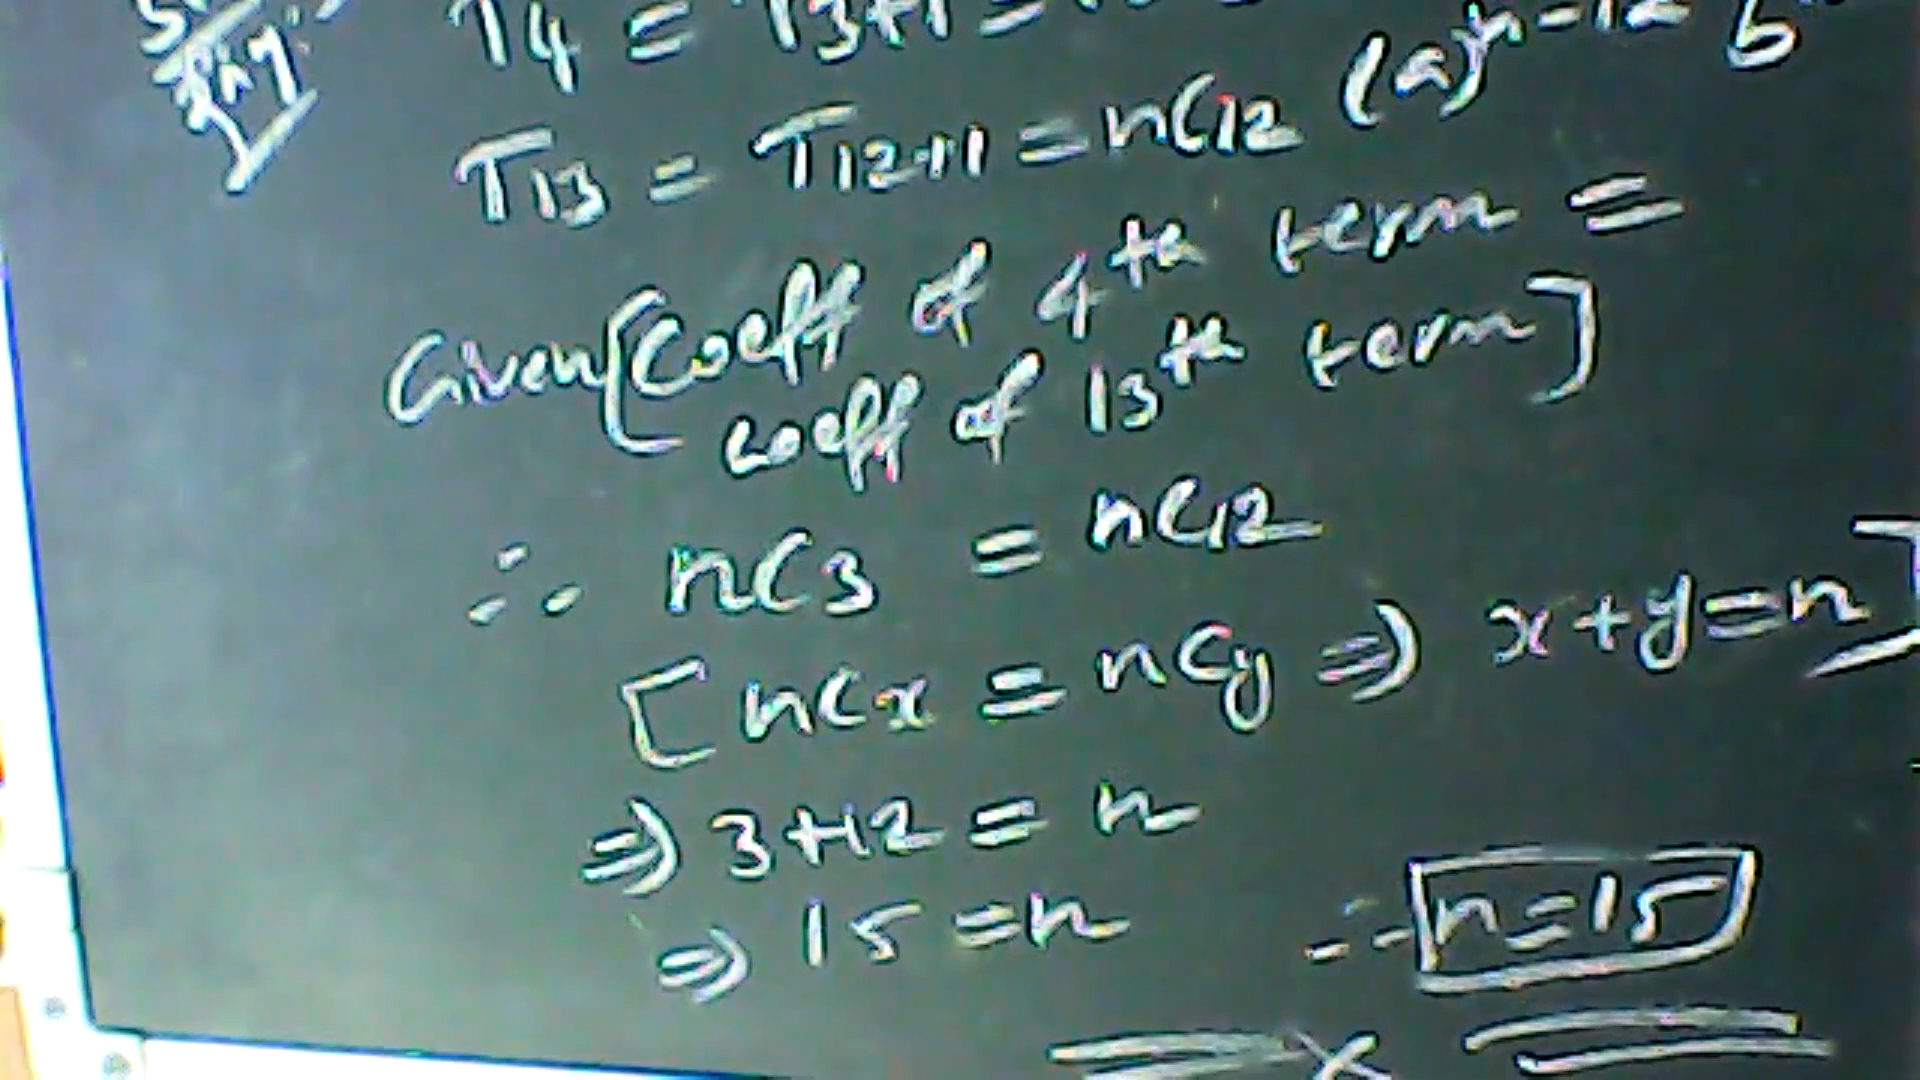 T4 = T3+1 =
T13 = T12+1 = nC12 (a)^n-12 b
Given [Coeff of 4th term =
coeff of 13th term]
∴ nC3 = nC12
[nCx = nCy ⇒ x+y=n]
⇒ 3+12 = n
⇒ 15 = n ∴ n=15
x